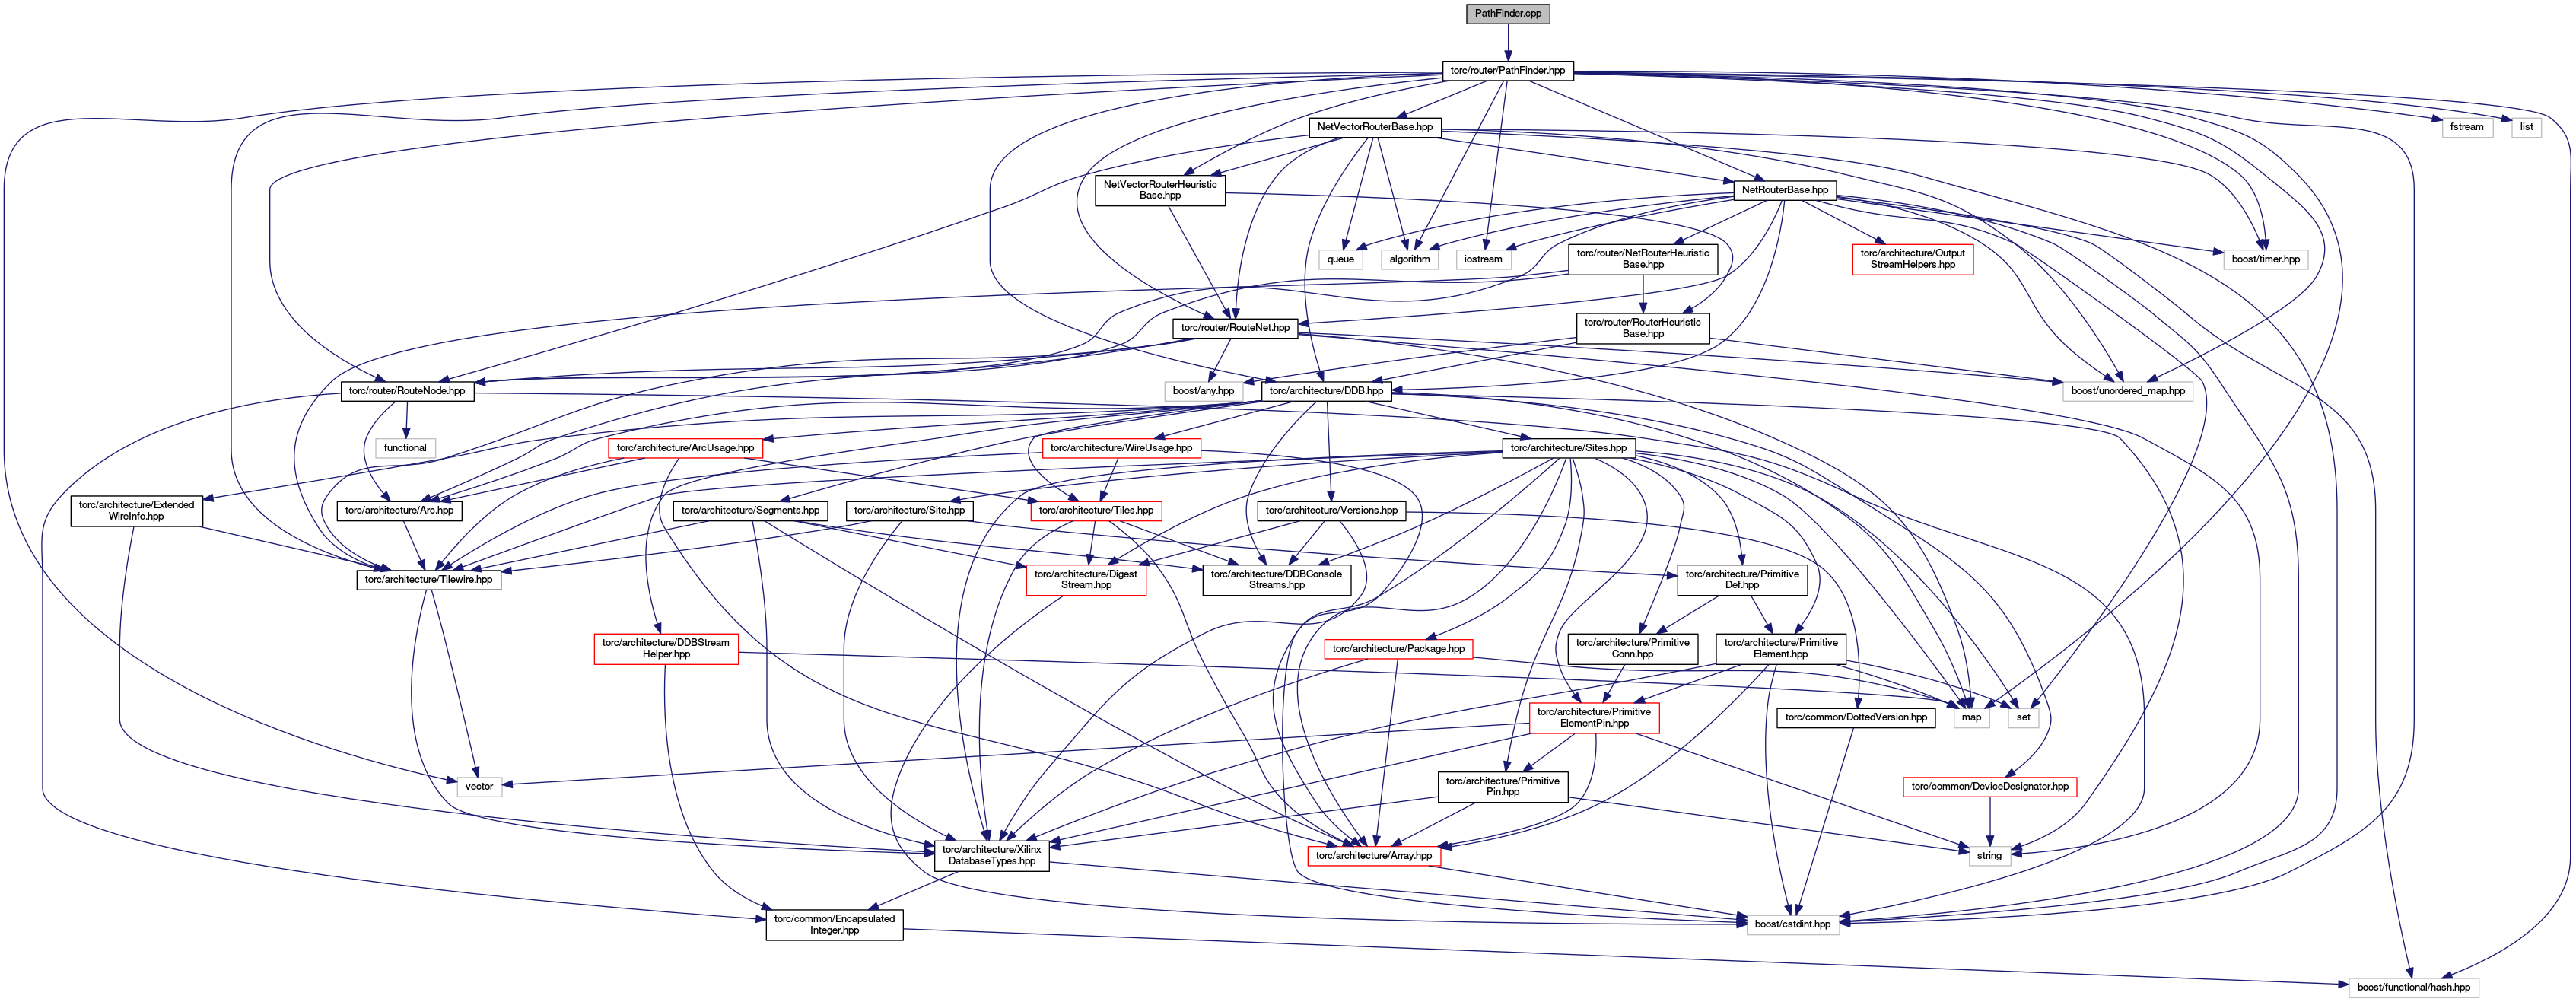 PathFinder.cpp
torc/router/PathFinder.hpp
NetVectorRouterBase.hpp
fstream
list
NetVectorRouterHeuristic
Base.hpp
NetRouterBase.hpp
queue
algorithm
iostream
torc/router/NetRouterHeuristic
Base.hpp
torc/architecture/Output
StreamHelpers.hpp
boost/timer.hpp
torc/router/RouteNet.hpp
torc/router/RouterHeuristic
Base.hpp
torc/router/RouteNode.hpp
boost/any.hpp
torc/architecture/DDB.hpp
boost/unordered_map.hpp
functional
torc/architecture/ArcUsage.hpp
torc/architecture/WireUsage.hpp
torc/architecture/Sites.hpp
torc/architecture/Extended
WireInfo.hpp
torc/architecture/Arc.hpp
torc/architecture/Segments.hpp
torc/architecture/Site.hpp
torc/architecture/Tiles.hpp
torc/architecture/Versions.hpp
torc/architecture/Tilewire.hpp
torc/architecture/Digest
Stream.hpp
torc/architecture/DDBConsole
Streams.hpp
torc/architecture/Primitive
Def.hpp
torc/architecture/DDBStream
Helper.hpp
torc/architecture/Package.hpp
torc/architecture/Primitive
Conn.hpp
torc/architecture/Primitive
Element.hpp
torc/architecture/Primitive
ElementPin.hpp
torc/common/DottedVersion.hpp
map
set
vector
torc/architecture/Primitive
Pin.hpp
torc/common/DeviceDesignator.hpp
torc/architecture/Xilinx
DatabaseTypes.hpp
torc/architecture/Array.hpp
string
torc/common/Encapsulated
Integer.hpp
boost/cstdint.hpp
boost/functional/hash.hpp